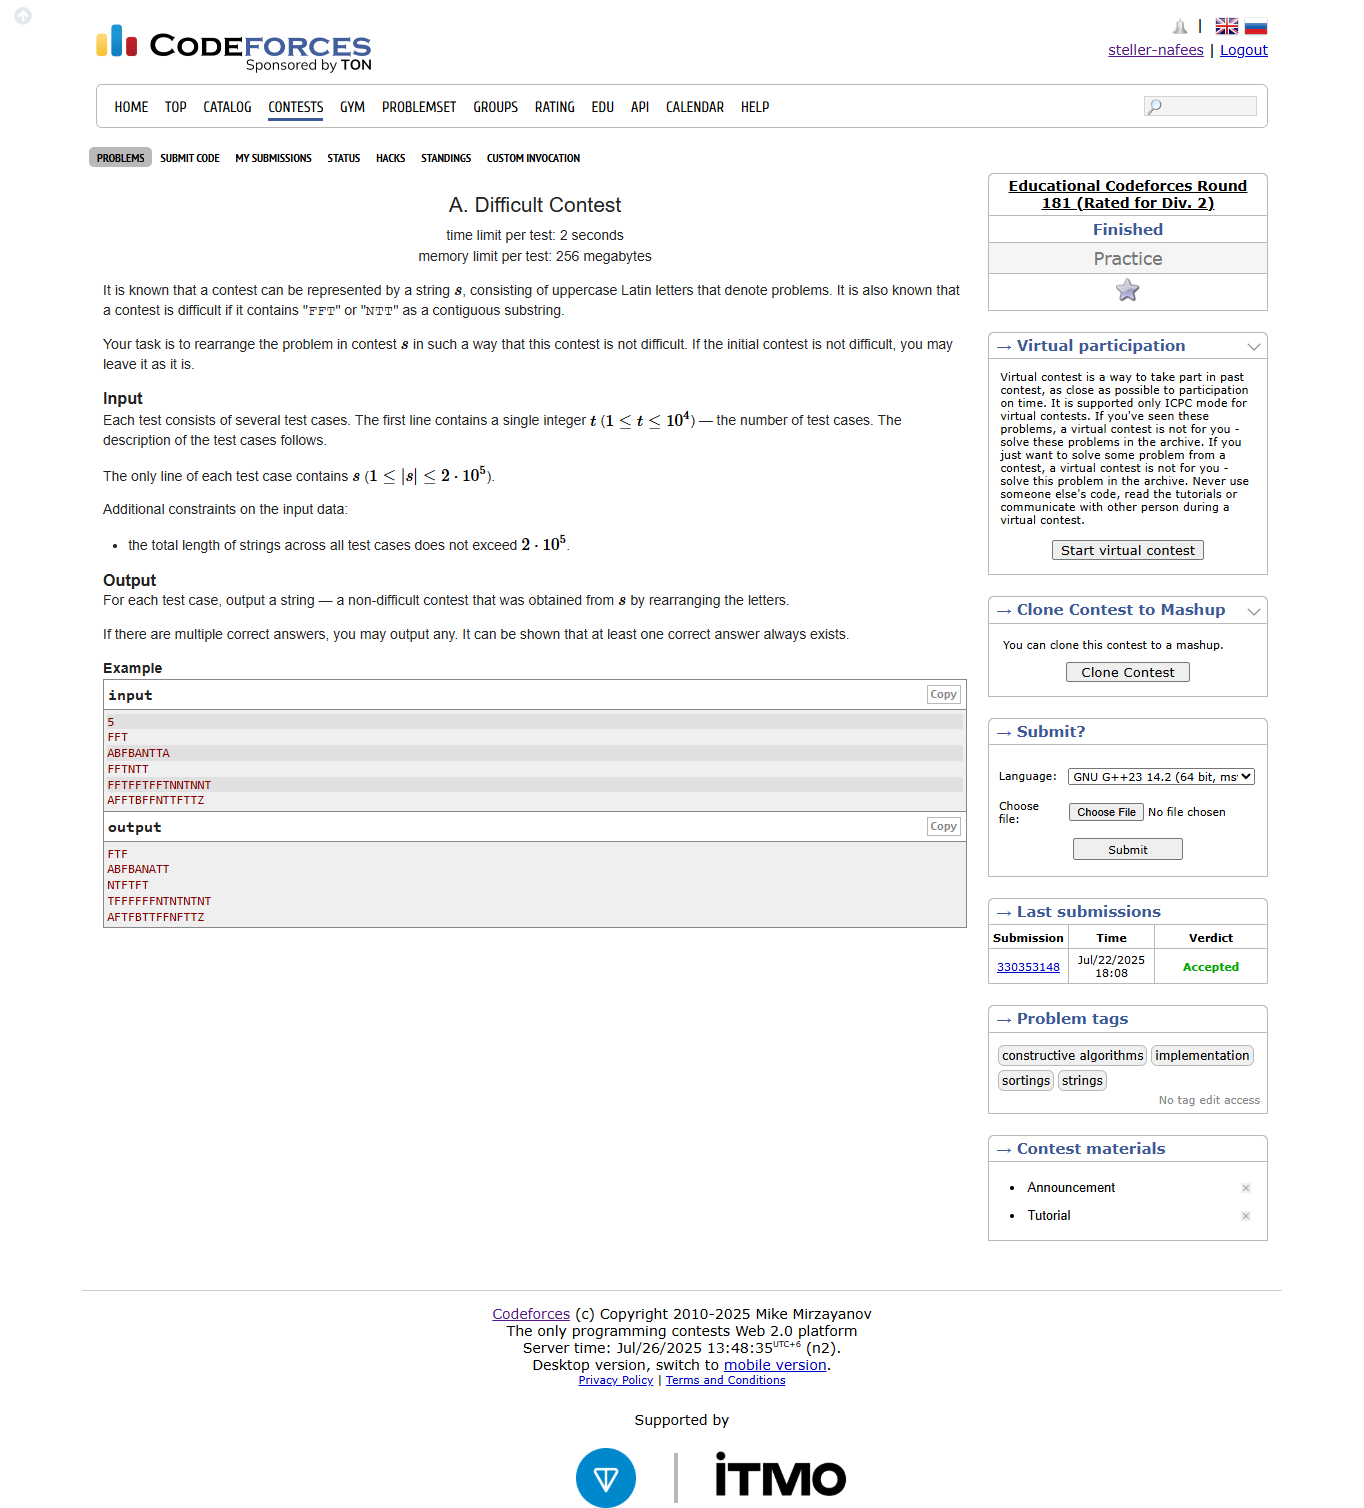 CODEFORCES
Sponsored by TON
steller-nafees | Logout
HOME TOP CATALOG CONTESTS GYM PROBLEMSET GROUPS RATING EDU API CALENDAR HELP
PROBLEMS SUBMIT CODE MY SUBMISSIONS STATUS HACKS STANDINGS CUSTOM INVOCATION
A. Difficult Contest
time limit per test: 2 seconds
memory limit per test: 256 megabytes
It is known that a contest can be represented by a string s, consisting of uppercase Latin letters that denote problems. It is also known that
a contest is difficult if it contains "FFT" or "NTT" as a contiguous substring.
Your task is to rearrange the problem in contest s in such a way that this contest is not difficult. If the initial contest is not difficult, you may
leave it as it is.
Input
Each test consists of several test cases. The first line contains a single integer t (1 ≤ t ≤ 10⁴) — the number of test cases. The
description of the test cases follows.
The only line of each test case contains s (1 ≤ |s| ≤ 2 · 10⁵).
Additional constraints on the input data:
• the total length of strings across all test cases does not exceed 2 · 10⁵.
Output
For each test case, output a string — a non-difficult contest that was obtained from s by rearranging the letters.
If there are multiple correct answers, you may output any. It can be shown that at least one correct answer always exists.
Example
input Copy
5
FFT
ABFBANTTA
FFTNTT
FFTFFTFFTNNTNNT
AFFTBFFNTTFTTZ
output Copy
FTF
ABFBANATT
NTFTFT
TFFFFFFNTNTNTNT
AFTFBTTFFNFTTZ
Educational Codeforces Round
181 (Rated for Div. 2)
Finished
Practice
→ Virtual participation
Virtual contest is a way to take part in past
contest, as close as possible to participation
on time. It is supported only ICPC mode for
virtual contests. If you've seen these
problems, a virtual contest is not for you -
solve these problems in the archive. If you
just want to solve some problem from a
contest, a virtual contest is not for you -
solve this problem in the archive. Never use
someone else's code, read the tutorials or
communicate with other person during a
virtual contest.
Start virtual contest
→ Clone Contest to Mashup
You can clone this contest to a mashup.
Clone Contest
→ Submit?
Language: GNU G++23 14.2 (64 bit, ms
Choose
file: Choose File No file chosen
Submit
→ Last submissions
Submission Time Verdict
330353148 Jul/22/2025
18:08 Accepted
→ Problem tags
constructive algorithms implementation
sortings strings
No tag edit access
→ Contest materials
• Announcement
• Tutorial
Codeforces (c) Copyright 2010-2025 Mike Mirzayanov
The only programming contests Web 2.0 platform
Server time: Jul/26/2025 13:48:35 UTC+6 (n2).
Desktop version, switch to mobile version.
Privacy Policy | Terms and Conditions
Supported by
iTMO